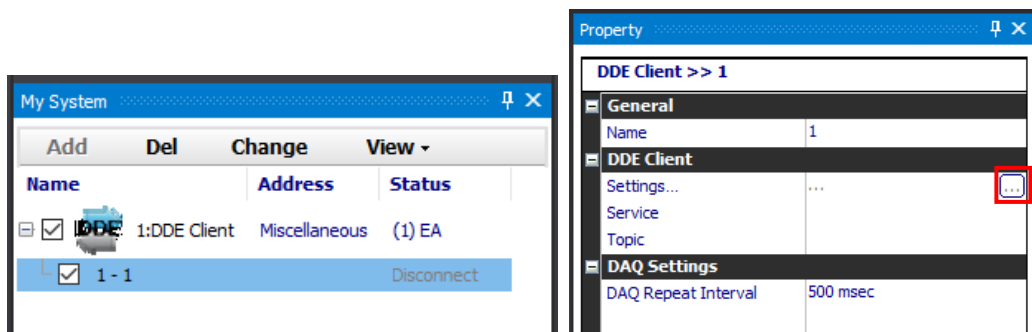 My System
Add Del Change View
Name Address Status
DDE 1:DDE Client Miscellaneous (1) EA
1 - 1 Disconnect
Property
DDE Client >> 1
General
Name 1
DDE Client
Settings... ... ...
Service
Topic
DAQ Settings
DAQ Repeat Interval 500 msec